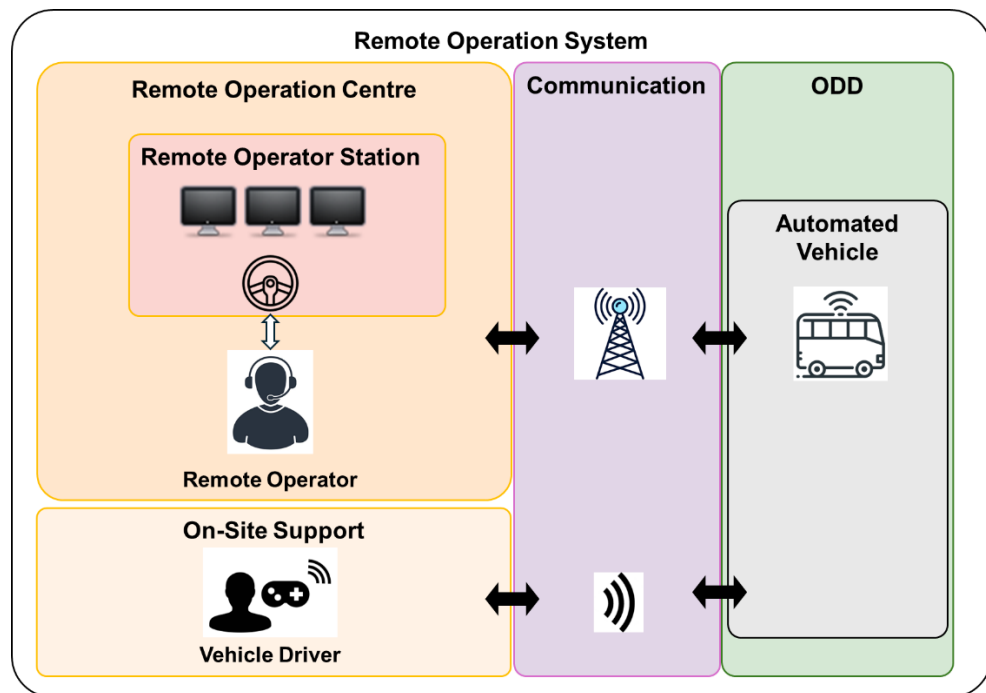 Remote Operation System
Remote Operation Centre
Communication
ODD
Remote Operator Station
Automated
Vehicle
Remote Operator
On-Site Support
Vehicle Driver